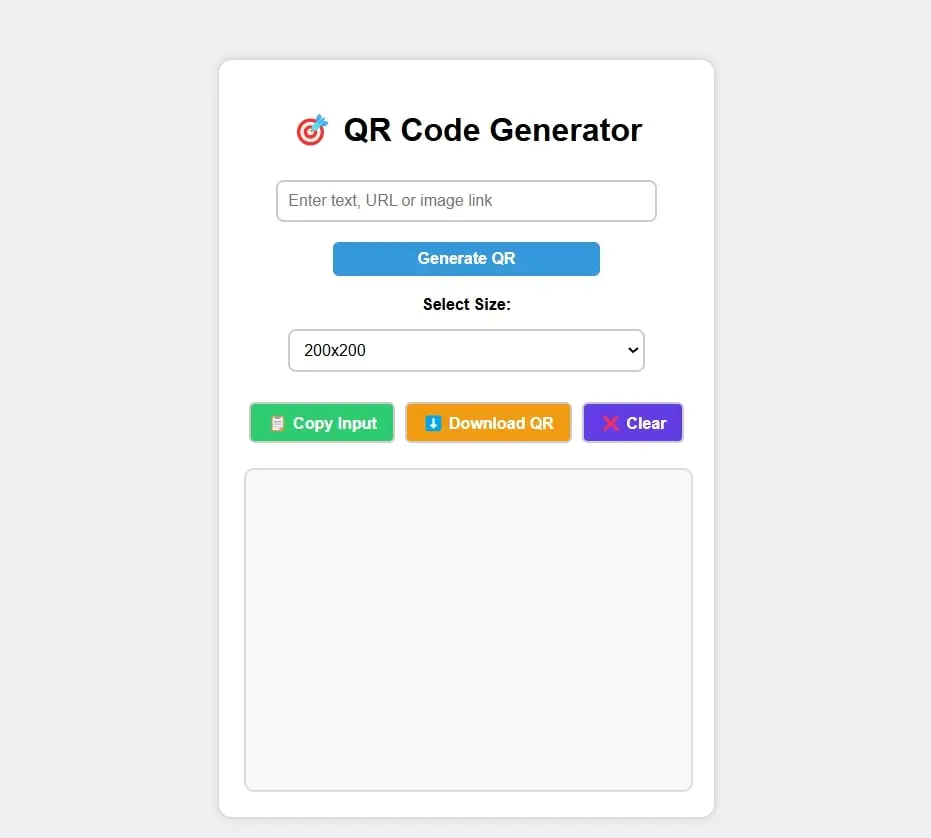 🎯 QR Code Generator
Enter text, URL or image link
Generate QR
Select Size:
200x200
📋 Copy Input ⬇️ Download QR ❌ Clear